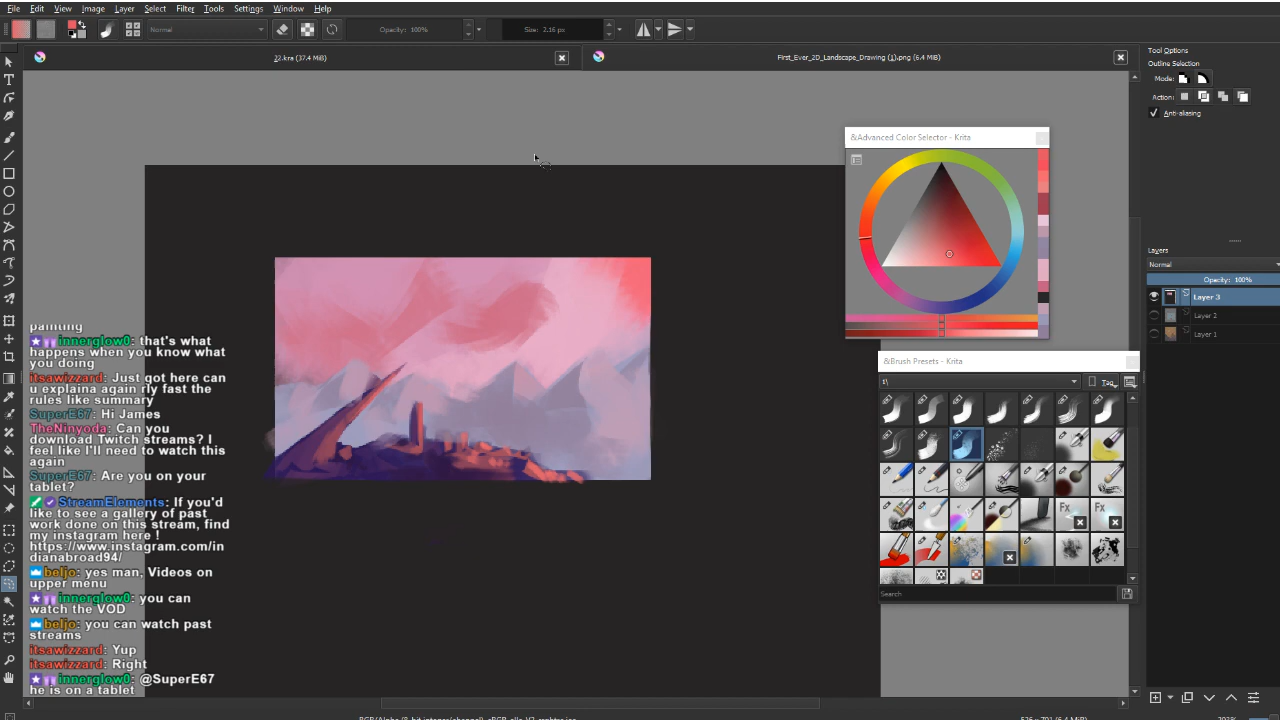 File Edit View Image Layer Select Filter Tools Settings Window Help
Normal Opacity: 100% Size: 2.16 px
22.kra (37.4 MiB)
First_Ever_2D_Landscape_Drawing (1).png (6.4 MiB)
Tool Options
Outline Selection
Mode:
Action:
Anti-aliasing
&Advanced Color Selector - Krita
Layers
Normal
Opacity: 100%
Layer 3
Layer 2
Layer 1
&Brush Presets - Krita
Tag
Fx Fx
Search
painting
innerglow0: that's what
happens when you know what
you doing
itsawizzard: Just got here can
u explaina again rly fast the
rules like summary
SuperE67: Hi James
TheNinyoda: Can you
download Twitch streams? I
feel like I'll need to watch this
again
SuperE67: Are you on your
tablet?
StreamElements: If you'd
like to see a gallery of past
work done on this stream, find
my instagram here !
https://www.instagram.com/in
dianabroad94/
beljo: yes man, Videos on
upper menu
innerglow0: you can
watch the VOD
beljo: you can watch past
streams
itsawizzard: Yup
itsawizzard: Right
innerglow0: @SuperE67
he is on a tablet